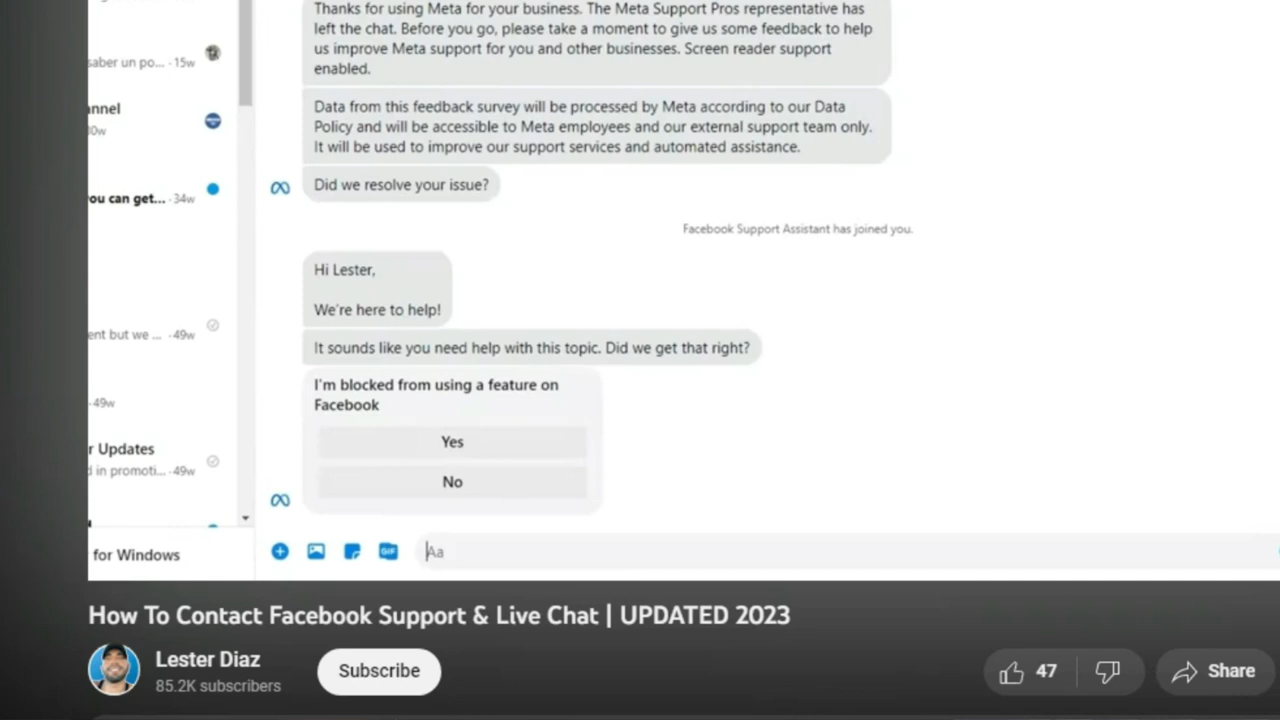 Thanks for using Meta for your business. The Meta Support Pros representative has
left the chat. Before you go, please take a moment to give us some feedback to help
us improve Meta support for you and other businesses. Screen reader support
enabled.
saber un po... · 15w
Data from this feedback survey will be processed by Meta according to our Data
Policy and will be accessible to Meta employees and our external support team only.
It will be used to improve our support services and automated assistance.
nnel
0w
Did we resolve your issue?
ou can get... · 34w
Facebook Support Assistant has joined you.
Hi Lester,
We're here to help!
ent but we ... · 49w
It sounds like you need help with this topic. Did we get that right?
I'm blocked from using a feature on
Facebook
· 49w
Yes
r Updates
d in promoti... · 49w
No
for Windows
GIF
Aa
How To Contact Facebook Support & Live Chat | UPDATED 2023
Lester Diaz
85.2K subscribers
Subscribe
47
Share